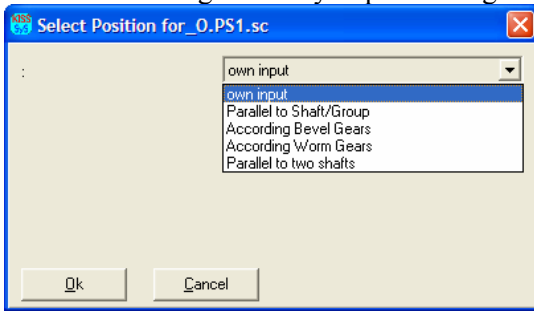 KISS
Select Position for_O.PS1.sc
: own input
own input
Parallel to Shaft/Group
According Bevel Gears
According Worm Gears
Parallel to two shafts
Ok Cancel